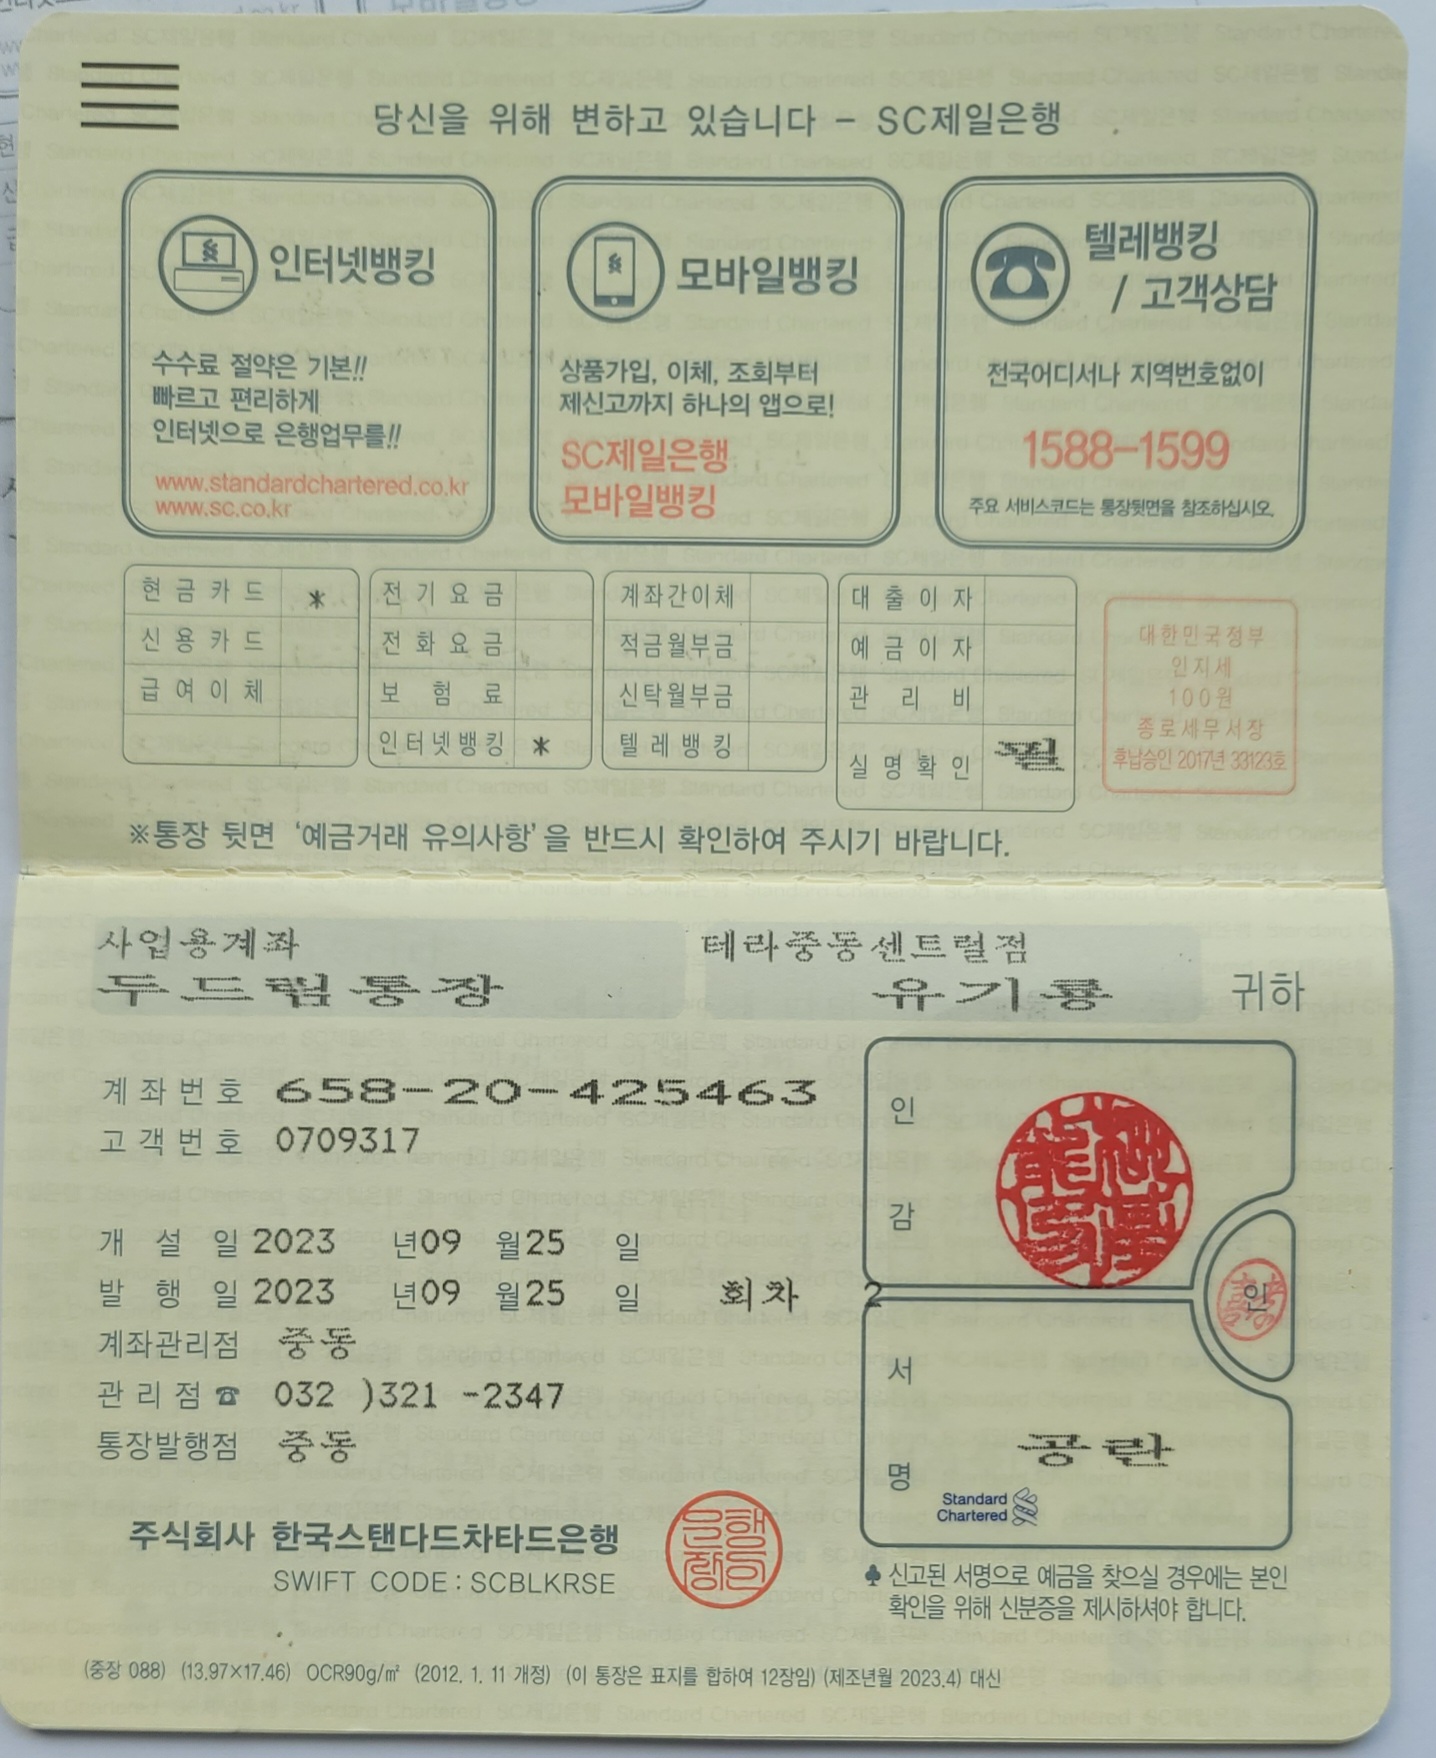 당신을 위해 변하고 있습니다 - SC제일은행
인터넷뱅킹
수수료 절약은 기본!!
빠르고 편리하게
인터넷으로 은행업무를!!
www.standardchartered.co.kr
www.sc.co.kr
모바일뱅킹
상품가입, 이체, 조회부터
제신고까지 하나의 앱으로!
SC제일은행
모바일뱅킹
텔레뱅킹
/ 고객상담
전국어디서나 지역번호없이
1588-1599
주요 서비스코드는 통장뒷면을 참조하십시오.
현금카드 *
신용카드
급여이체
전기요금
전화요금
보험료
인터넷뱅킹 *
계좌간이체
적금월부금
신탁월부금
텔레뱅킹
대출이자
예금이자
관리비
실명확인 필
대한민국정부
인지세
100원
종로세무서장
후납승인 2017년 33123호
※통장 뒷면 '예금거래 유의사항'을 반드시 확인하여 주시기 바랍니다.
사업용계좌 테라중동센트럴점
두드림통장 유기룡 귀하
계좌번호 658-20-425463
고객번호 0709317
개설일 2023 년09 월25 일
발행일 2023 년09 월25 일 회차 2
계좌관리점 중동
관리점☎ 032 )321 -2347
통장발행점 중동
인
감
인
서
명
공란
Standard
Chartered
주식회사 한국스탠다드차타드은행
SWIFT CODE : SCBLKRSE
♣ 신고된 서명으로 예금을 찾으실 경우에는 본인
확인을 위해 신분증을 제시하셔야 합니다.
(중장 088) (13.97×17.46) OCR90g/㎡ (2012. 1. 11 개정) (이 통장은 표지를 합하여 12장임) (제조년월 2023.4) 대신